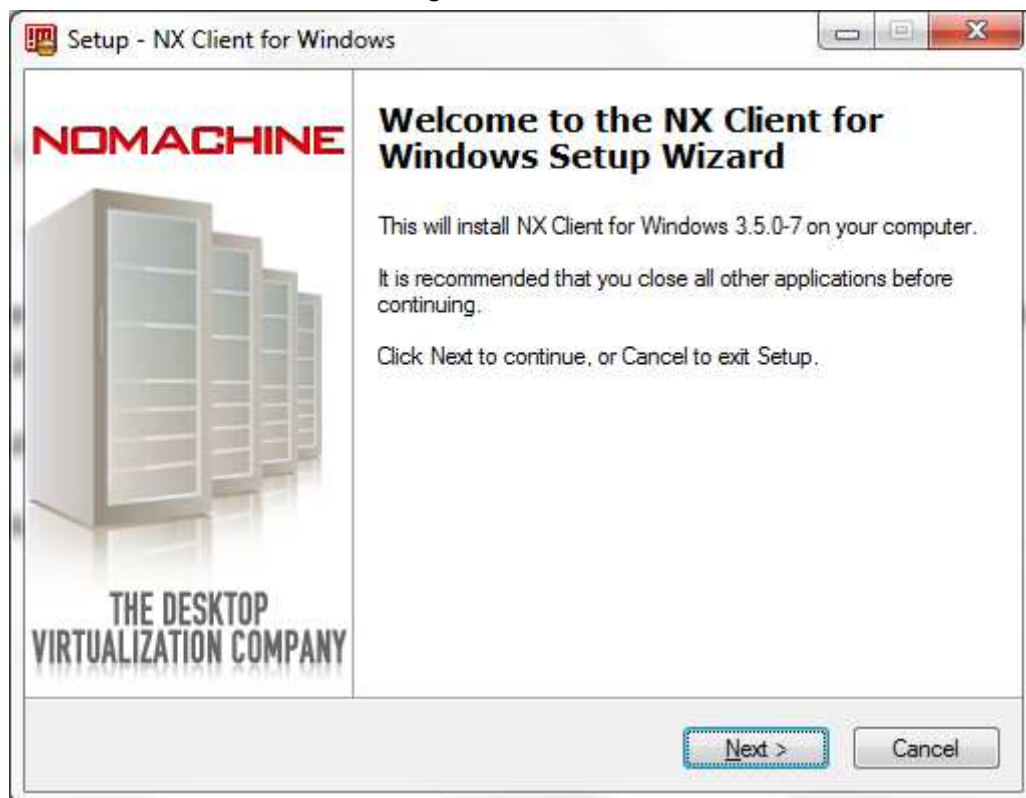 Setup - NX Client for Windows
NOMACHINE
THE DESKTOP
VIRTUALIZATION COMPANY
Welcome to the NX Client for
Windows Setup Wizard
This will install NX Client for Windows 3.5.0-7 on your computer.
It is recommended that you close all other applications before
continuing.
Click Next to continue, or Cancel to exit Setup.
Next >
Cancel